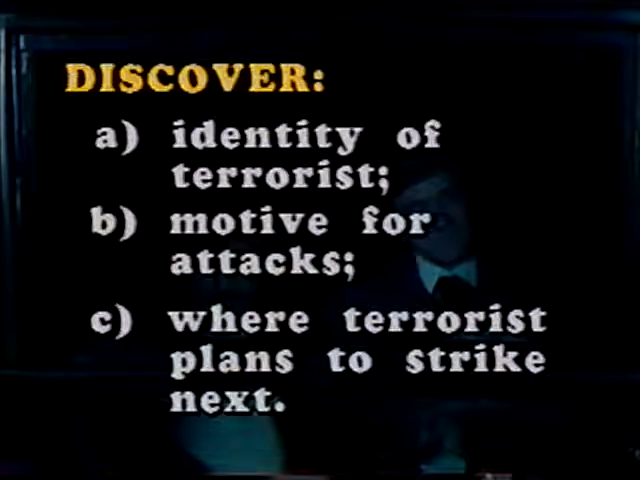 DISCOVER:
a) identity of
terrorist;
b) motive for
attacks;
c) where terrorist
plans to strike
next.